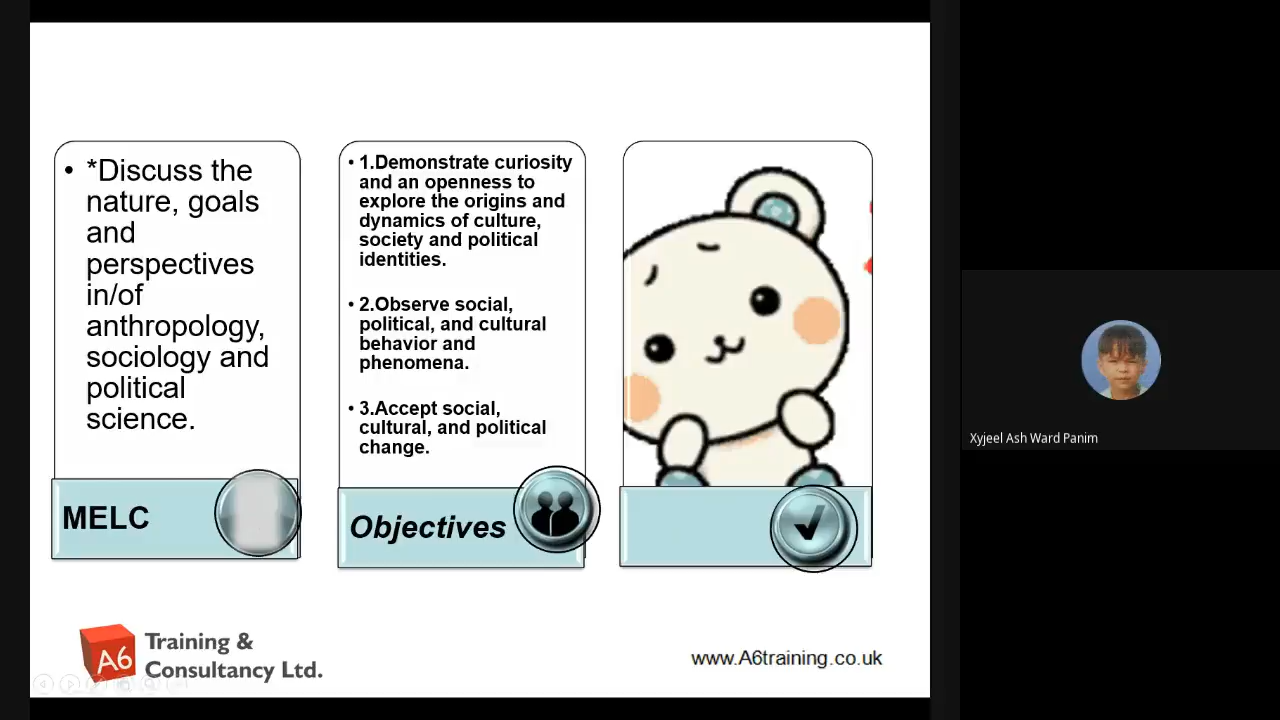 • *Discuss the
nature, goals
and
perspectives
in/of
anthropology,
sociology and
political
science.
MELC
• 1.Demonstrate curiosity
and an openness to
explore the origins and
dynamics of culture,
society and political
identities.
• 2.Observe social,
political, and cultural
behavior and
phenomena.
• 3.Accept social,
cultural, and political
change.
Objectives
A6
Training &
Consultancy Ltd.
www.A6training.co.uk
Xyjeel Ash Ward Panim